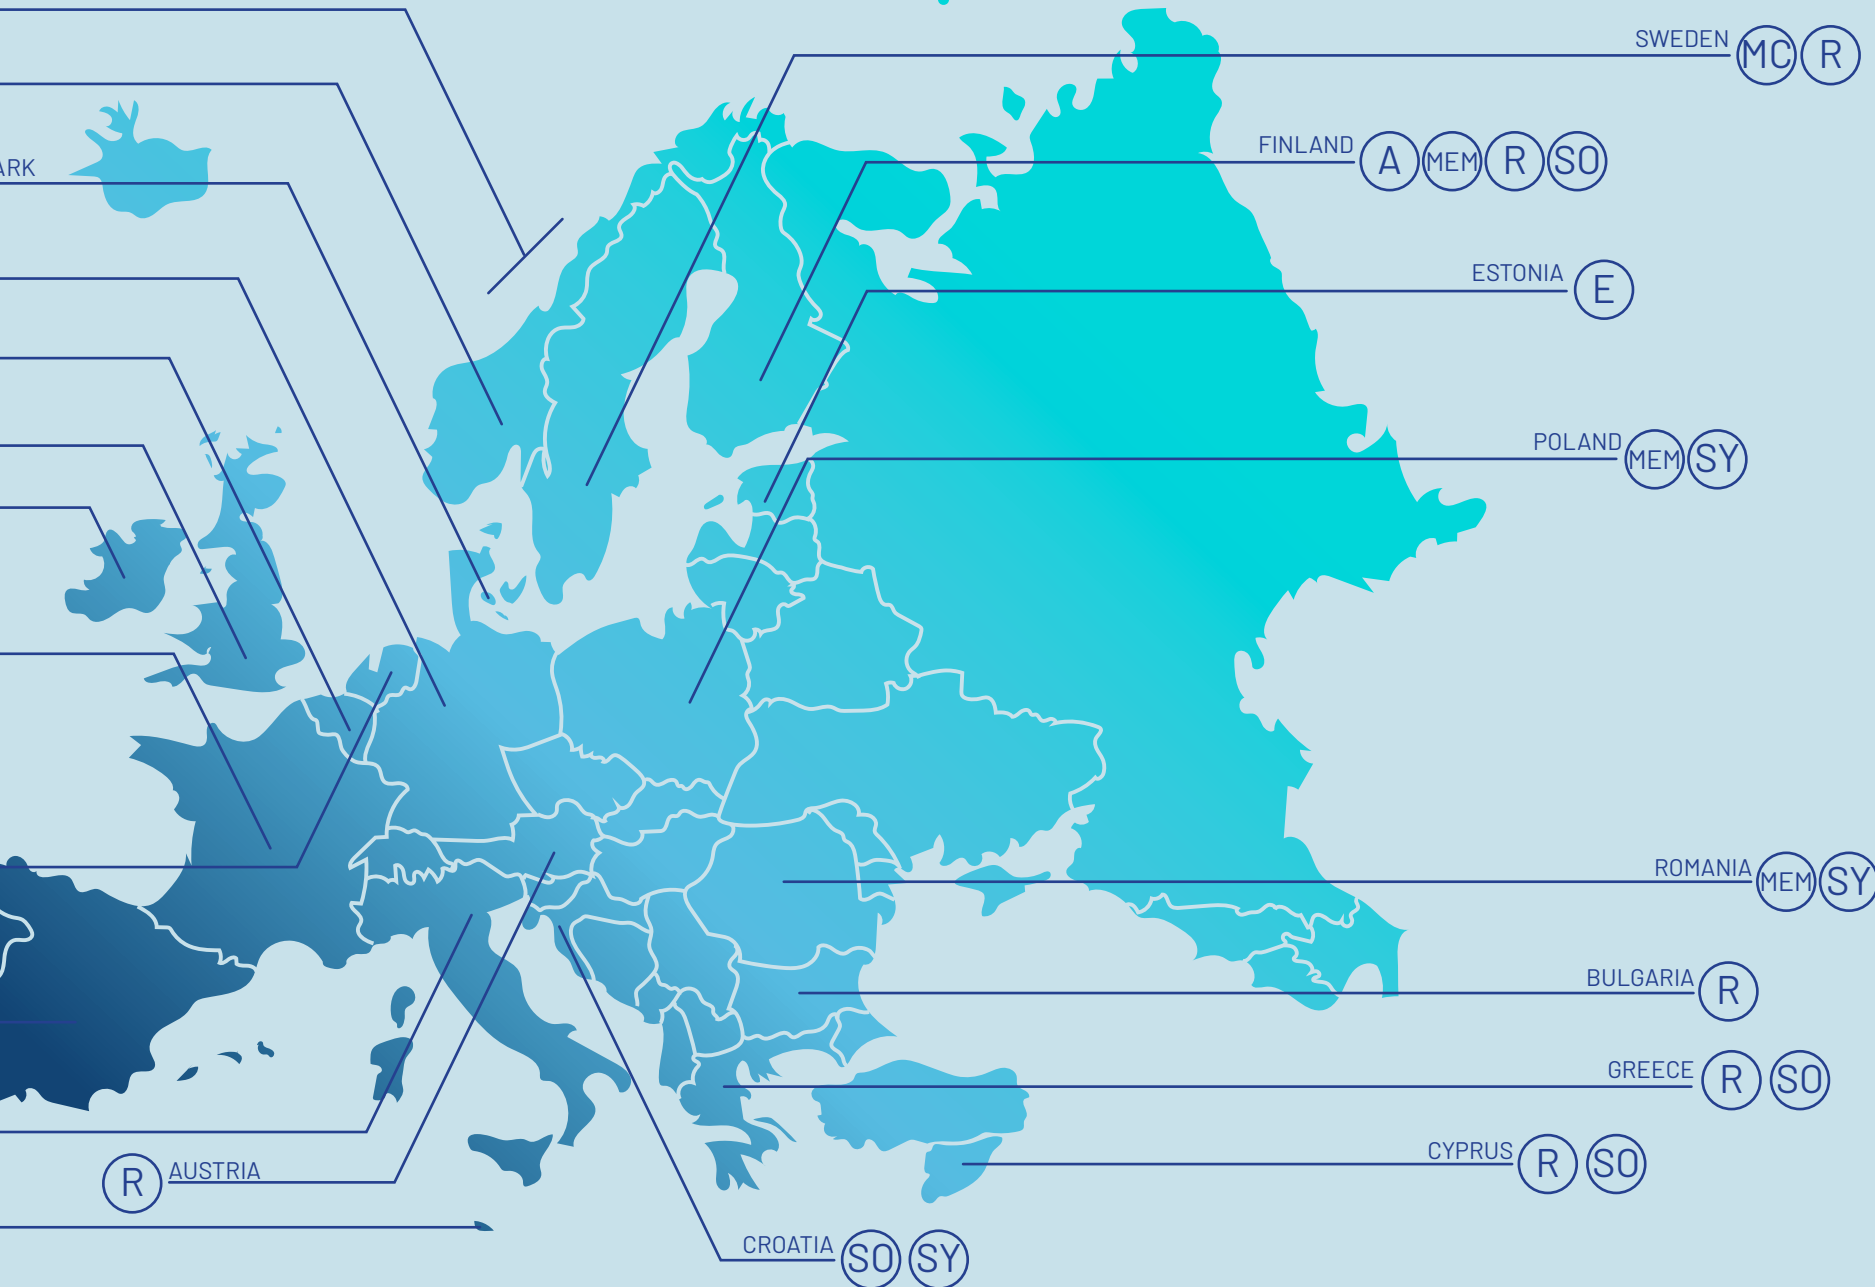 SWEDEN MC R
FINLAND A MEM R SO
ARK
ESTONIA E
POLAND MEM SY
ROMANIA MEM SY
BULGARIA R
GREECE R SO
CYPRUS R SO
R AUSTRIA
CROATIA SO SY